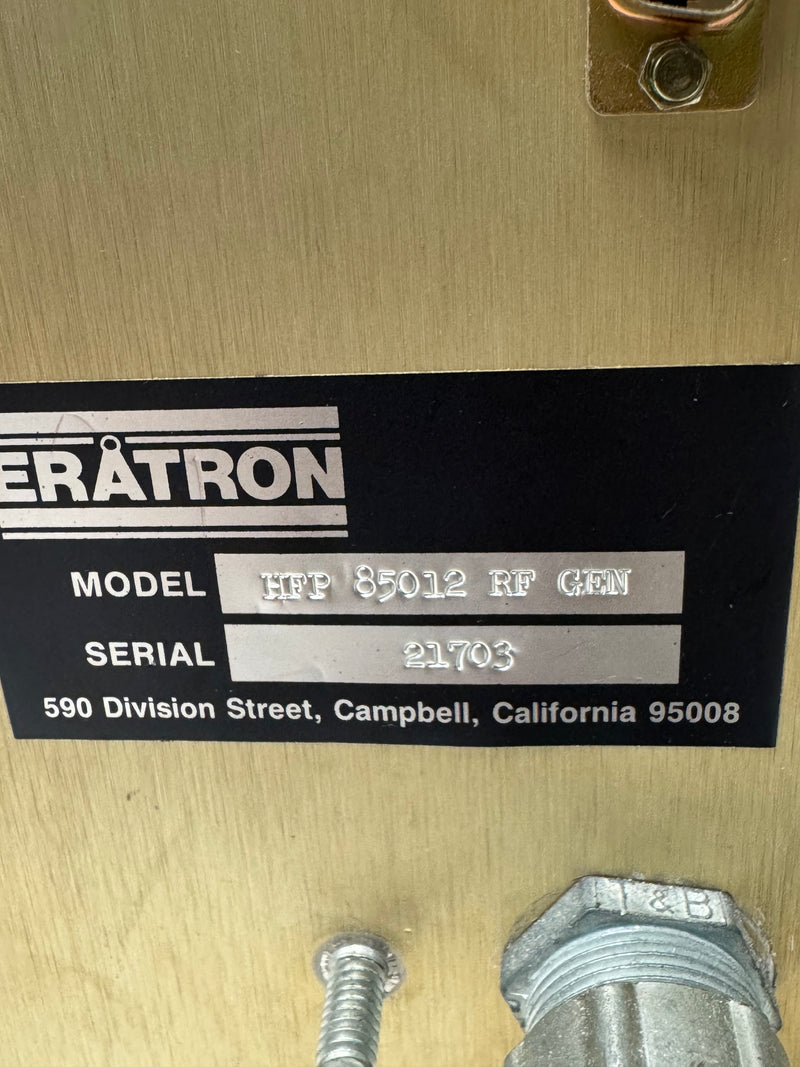 ERÅTRON
MODEL HFP 85012 RF GEN
SERIAL 21703
590 Division Street, Campbell, California 95008
T&B